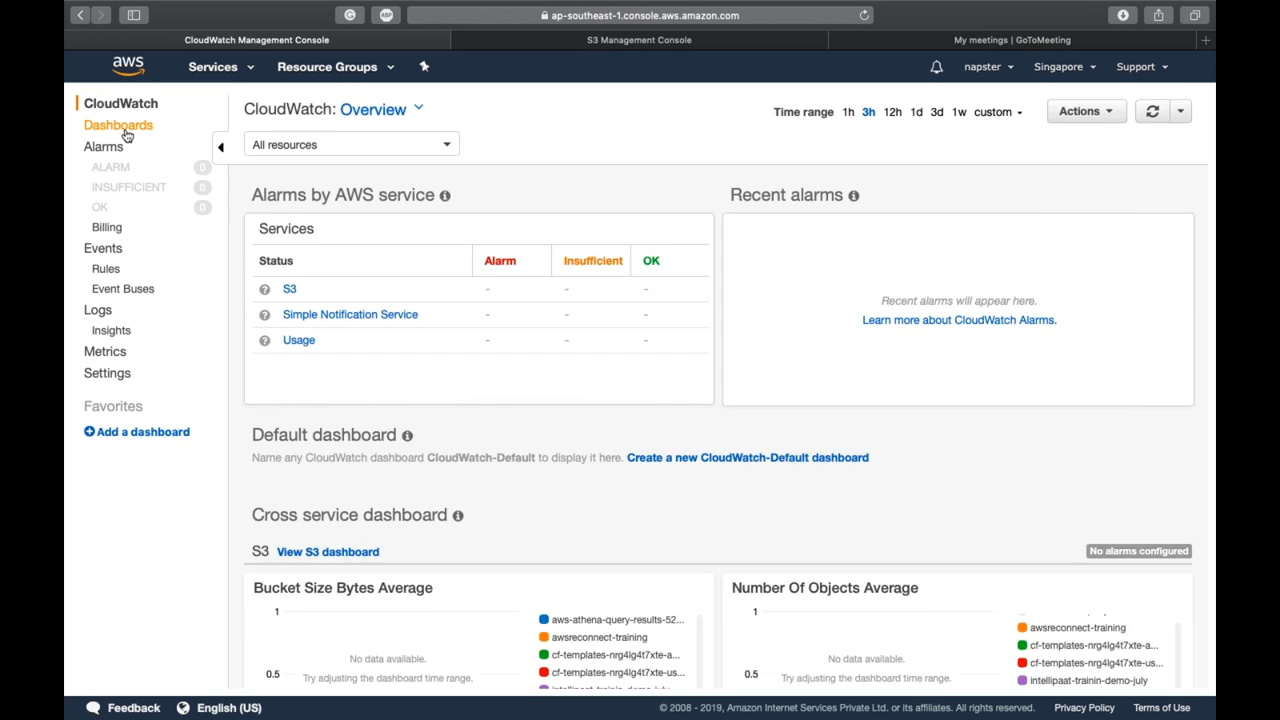 ap-southeast-1.console.aws.amazon.com
CloudWatch Management Console
S3 Management Console
My meetings | GoToMeeting
aws
Services
Resource Groups
napster
Singapore
Support
CloudWatch
Dashboards
Alarms
ALARM 0
INSUFFICIENT 0
OK 0
Billing
Events
Rules
Event Buses
Logs
Insights
Metrics
Settings
Favorites
Add a dashboard
CloudWatch: Overview
Time range 1h 3h 12h 1d 3d 1w custom
Actions
All resources
Alarms by AWS service
Services
Status Alarm Insufficient OK
S3 - - -
Simple Notification Service - - -
Usage - - -
Recent alarms
Recent alarms will appear here.
Learn more about CloudWatch Alarms.
Default dashboard
Name any CloudWatch dashboard CloudWatch-Default to display it here. Create a new CloudWatch-Default dashboard
Cross service dashboard
S3 View S3 dashboard
No alarms configured
Bucket Size Bytes Average
1
0.5
No data available.
Try adjusting the dashboard time range.
aws-athena-query-results-52...
awsreconnect-training
cf-templates-nrg4lg4t7xte-a...
cf-templates-nrg4lg4t7xte-us...
Number Of Objects Average
1
0.5
No data available.
Try adjusting the dashboard time range.
awsreconnect-training
cf-templates-nrg4lg4t7xte-a...
cf-templates-nrg4lg4t7xte-us...
intellipaat-trainin-demo-july
Feedback
English (US)
© 2008 - 2019, Amazon Internet Services Private Ltd. or its affiliates. All rights reserved.
Privacy Policy
Terms of Use